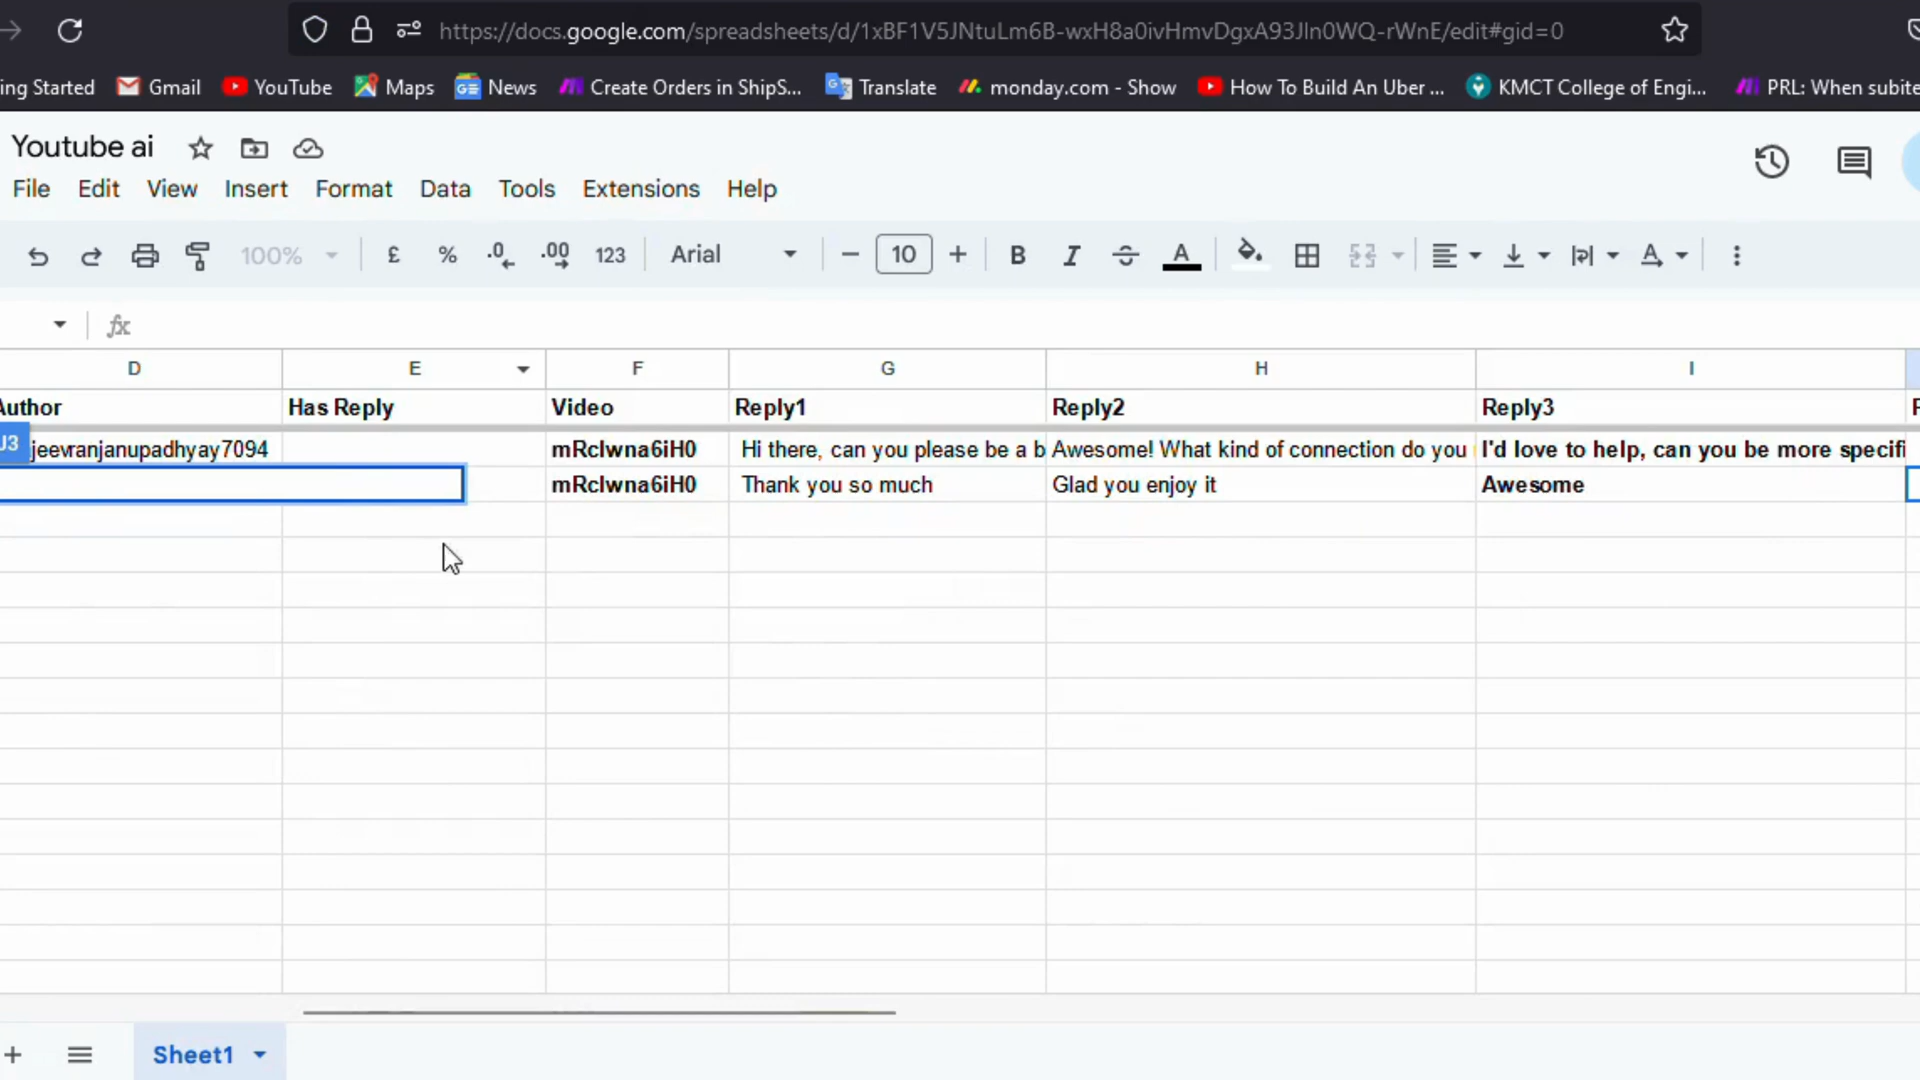 https://docs.google.com/spreadsheets/d/1xBF1V5JNtuLm6B-wxH8a0ivHmvDgxA93Jln0WQ-rWnE/edit#gid=0
ing Started Gmail YouTube Maps News Create Orders in ShipS... Translate monday.com - Show How To Build An Uber ... KMCT College of Engi... PRL: When subite
Youtube ai
File Edit View Insert Format Data Tools Extensions Help
100% £ % .0 .00 123 Arial 10 B I S A
fx
D E F G H I
Author Has Reply Video Reply1 Reply2 Reply3
J3 jeevranjanupadhyay7094 mRclwna6iH0 Hi there, can you please be a b Awesome! What kind of connection do you I'd love to help, can you be more specifi
mRclwna6iH0 Thank you so much Glad you enjoy it Awesome
Sheet1